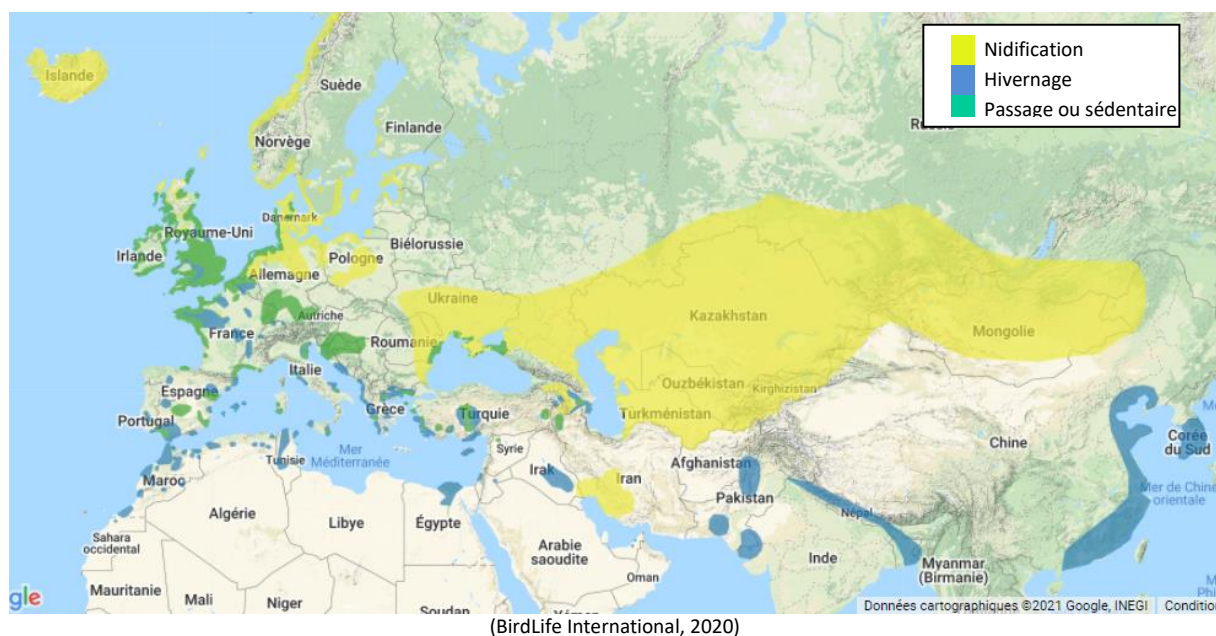 Nidification
Hivernage
Passage ou sédentaire
Islande
Suède
Finlande
Norvège
Danemark
Royaume-Uni
Irlande
Biélorussie
Pologne
Allemagne
Ukraine
Kazakhstan
Autriche
France
Mongolie
Roumanie
Italie
Ouzbékistan
Kirghizistan
Espagne
Portugal
Grèce
Turquie
Turkménistan
Chine
Corée
du Sud
Mer
Méditerranée
Syrie
Tunisie
Afghanistan
Maroc
Irak
Iran
Mer de Chine
orientale
Pakistan
Népal
Algérie
Libye
Égypte
Sahara
occidental
Arabie
saoudite
Inde
Myanmar
(Birmanie)
Oman
Mauritanie
Mali
Niger
Soudan
gle
Données cartographiques ©2021 Google, INEGI
Condition
(BirdLife International, 2020)